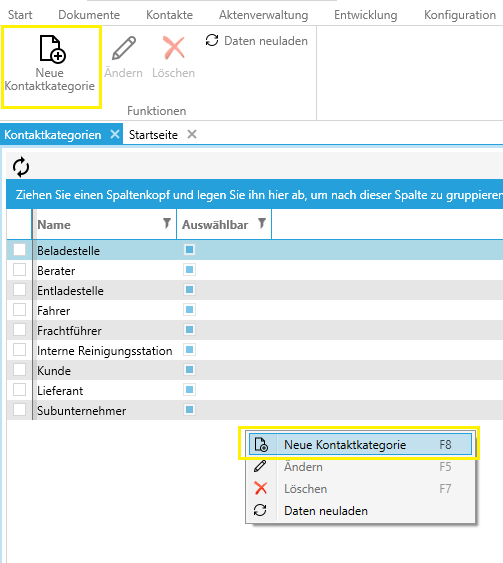 Start Dokumente Kontakte Aktenverwaltung Entwicklung Konfiguration
Neue
Kontaktkategorie
Ändern
Löschen
Daten neuladen
Funktionen
Kontaktkategorien Startseite
Ziehen Sie einen Spaltenkopf und legen Sie ihn hier ab, um nach dieser Spalte zu gruppieren
Name Auswählbar
Beladestelle
Berater
Entladestelle
Fahrer
Frachtführer
Interne Reinigungsstation
Kunde
Lieferant
Subunternehmer
Neue Kontaktkategorie F8
Ändern F5
Löschen F7
Daten neuladen